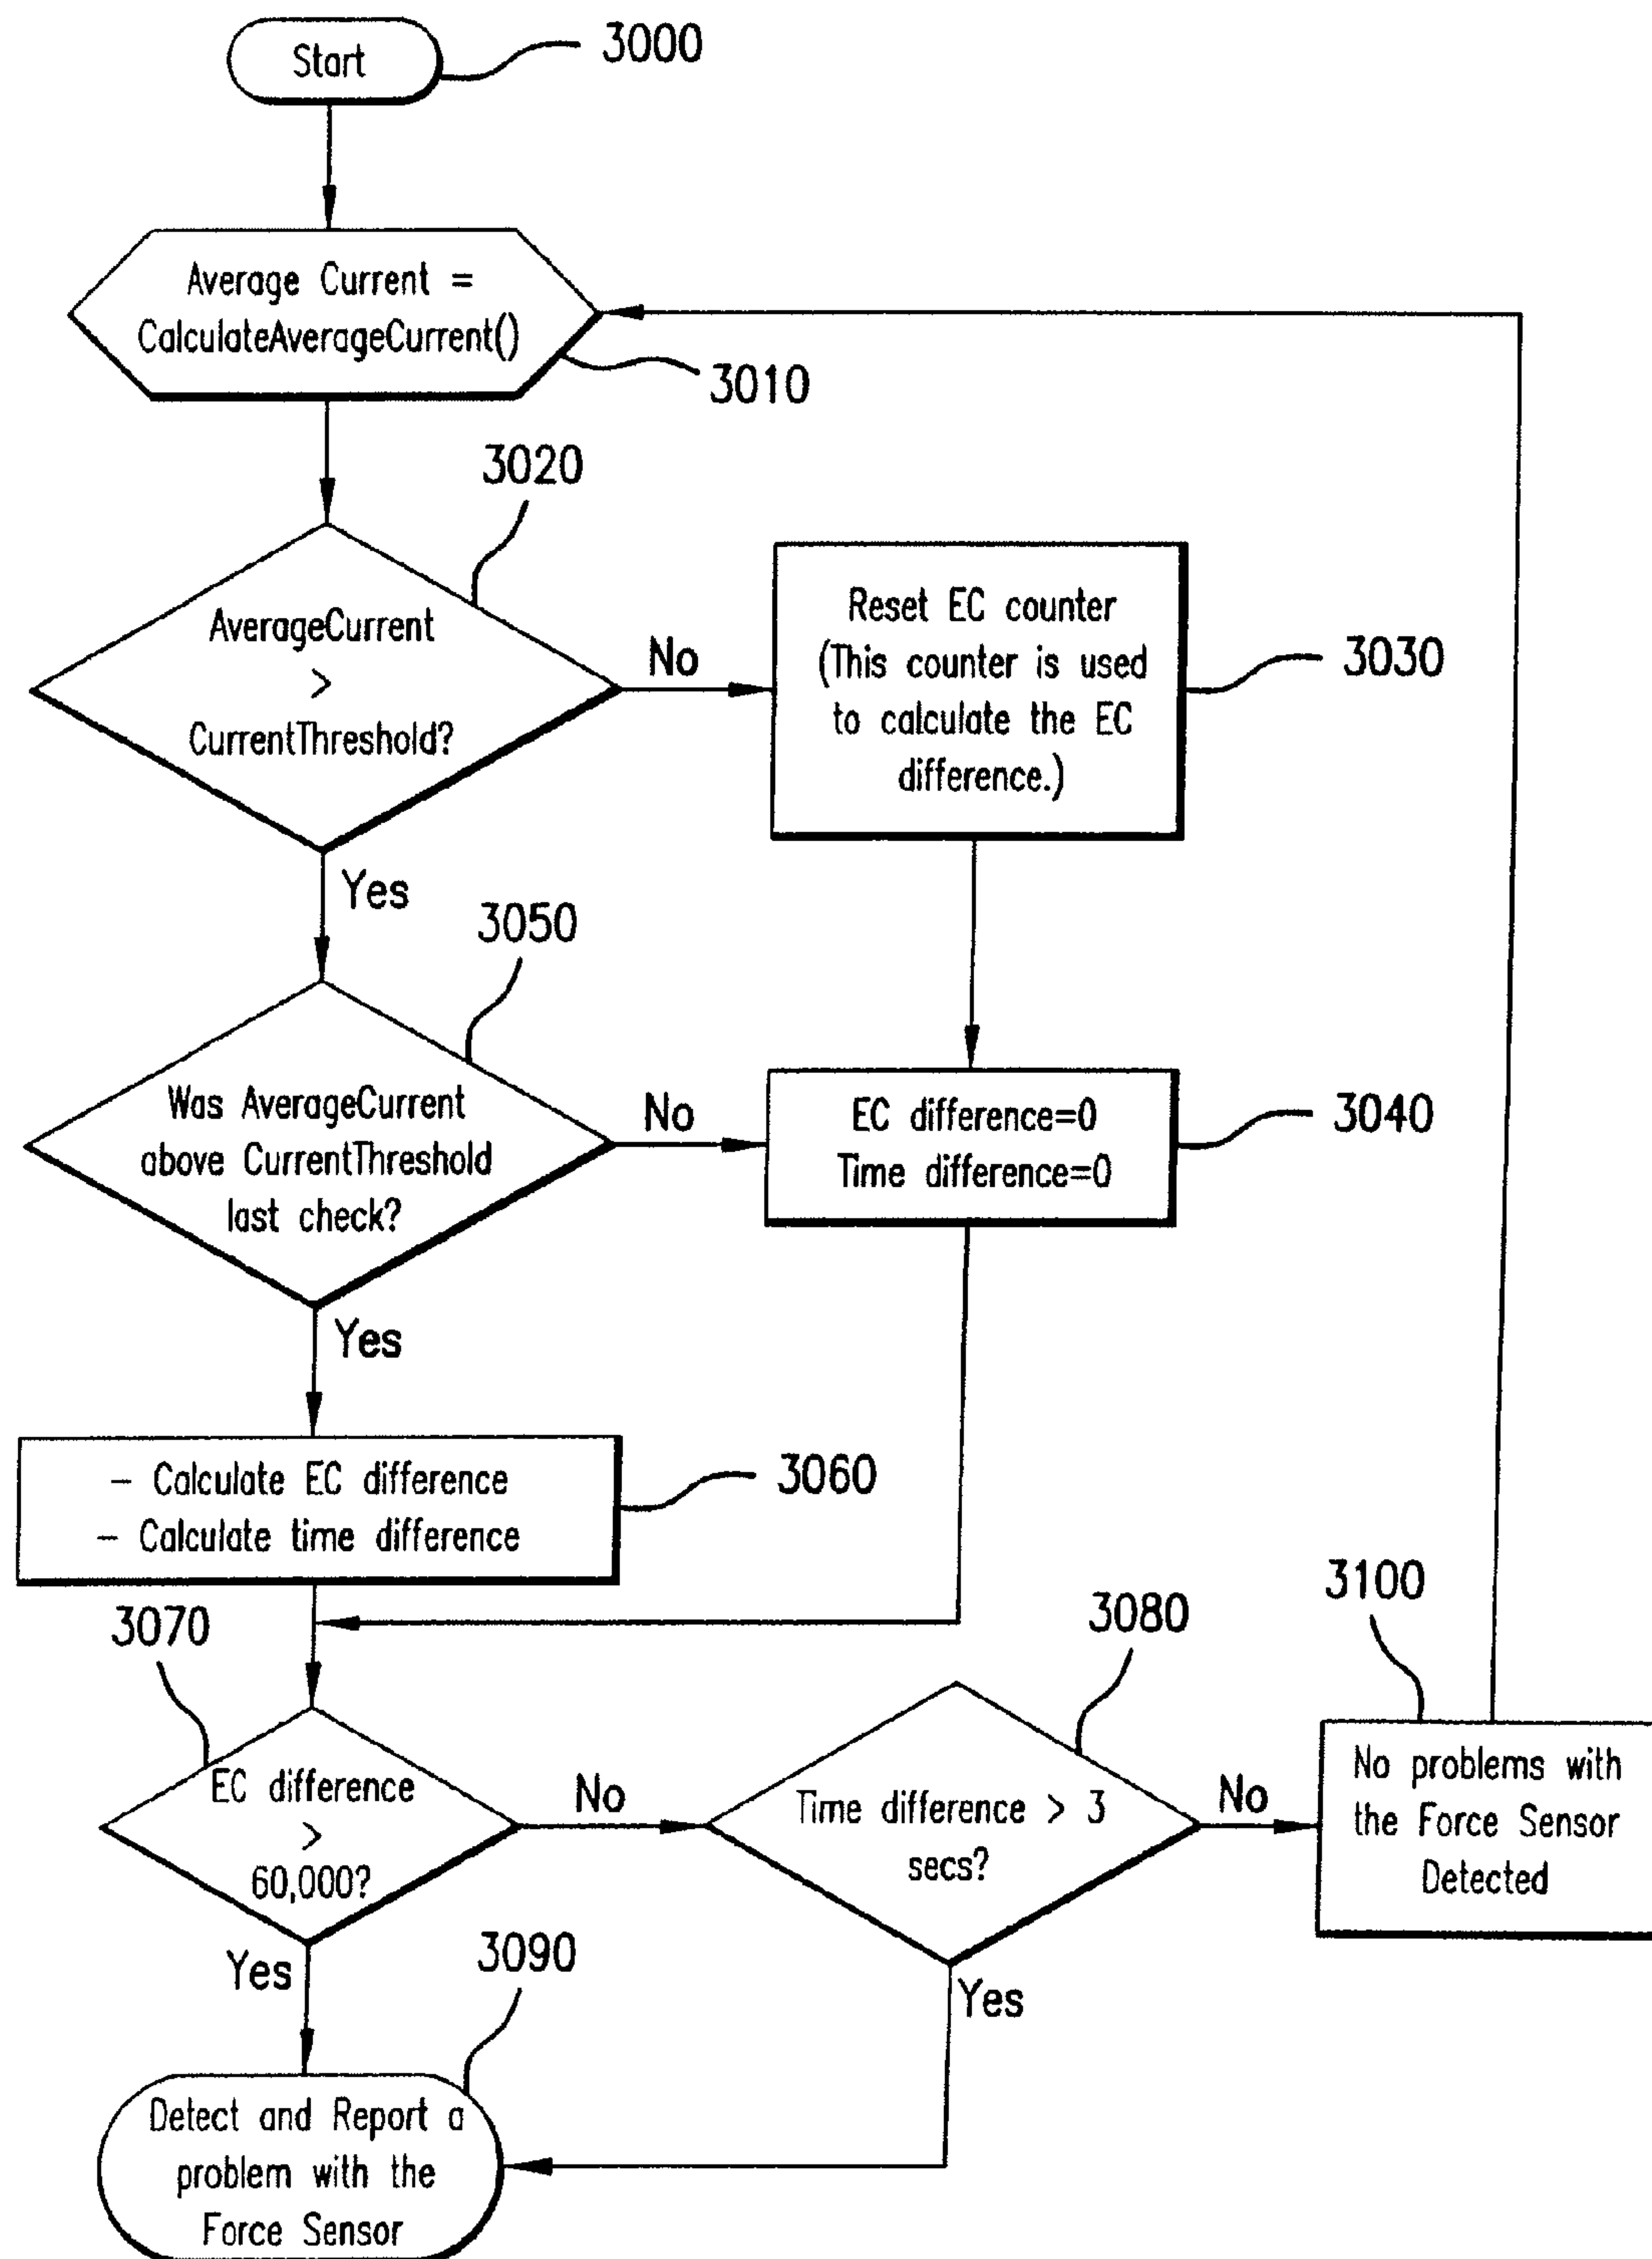 Start
3000
Average Current =
CalculateAverageCurrent()
3010
3020
AverageCurrent
>
CurrentThreshold?
No
Reset EC counter
(This counter is used
to calculate the EC
difference.)
3030
Yes
3050
Was AverageCurrent
above CurrentThreshold
last check?
No
EC difference=0
Time difference=0
3040
Yes
- Calculate EC difference
- Calculate time difference
3060
3070
EC difference
>
60,000?
No
3080
Time difference > 3
secs?
No
3100
No problems with
the Force Sensor
Detected
Yes
Yes
3090
Detect and Report a
problem with the
Force Sensor